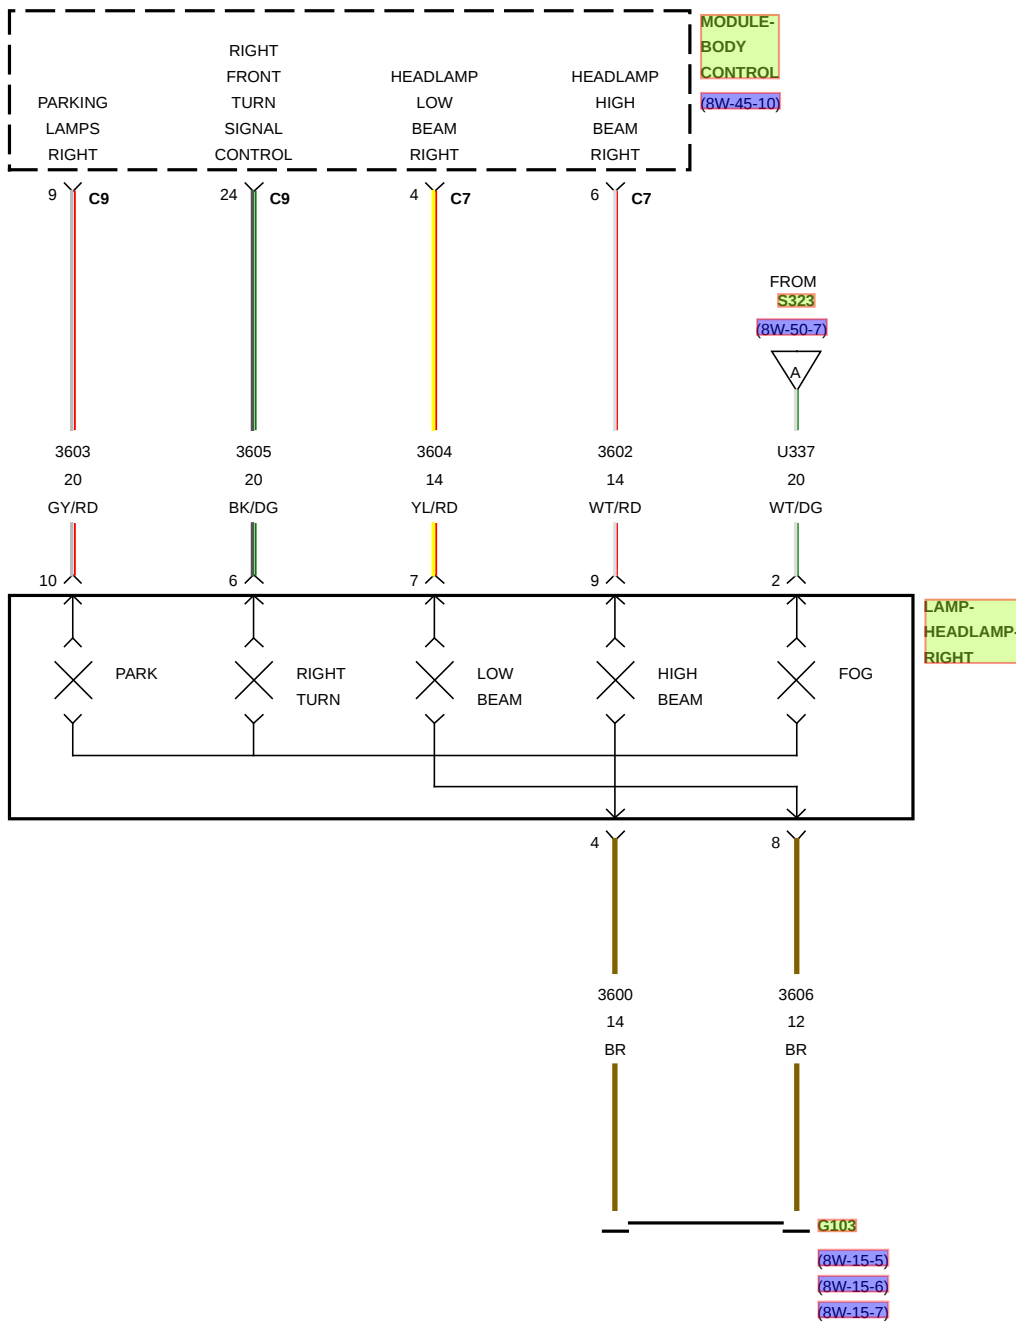 MODULE-
BODY
CONTROL
(8W-45-10)
PARKING
LAMPS
RIGHT
RIGHT
FRONT
TURN
SIGNAL
CONTROL
HEADLAMP
LOW
BEAM
RIGHT
HEADLAMP
HIGH
BEAM
RIGHT
9 C9
24 C9
4 C7
6 C7
FROM
S323
(8W-50-7)
A
3603
20
GY/RD
3605
20
BK/DG
3604
14
YL/RD
3602
14
WT/RD
U337
20
WT/DG
10
6
7
9
2
LAMP-
HEADLAMP-
RIGHT
PARK
RIGHT
TURN
LOW
BEAM
HIGH
BEAM
FOG
4
8
3600
14
BR
3606
12
BR
G103
(8W-15-5)
(8W-15-6)
(8W-15-7)